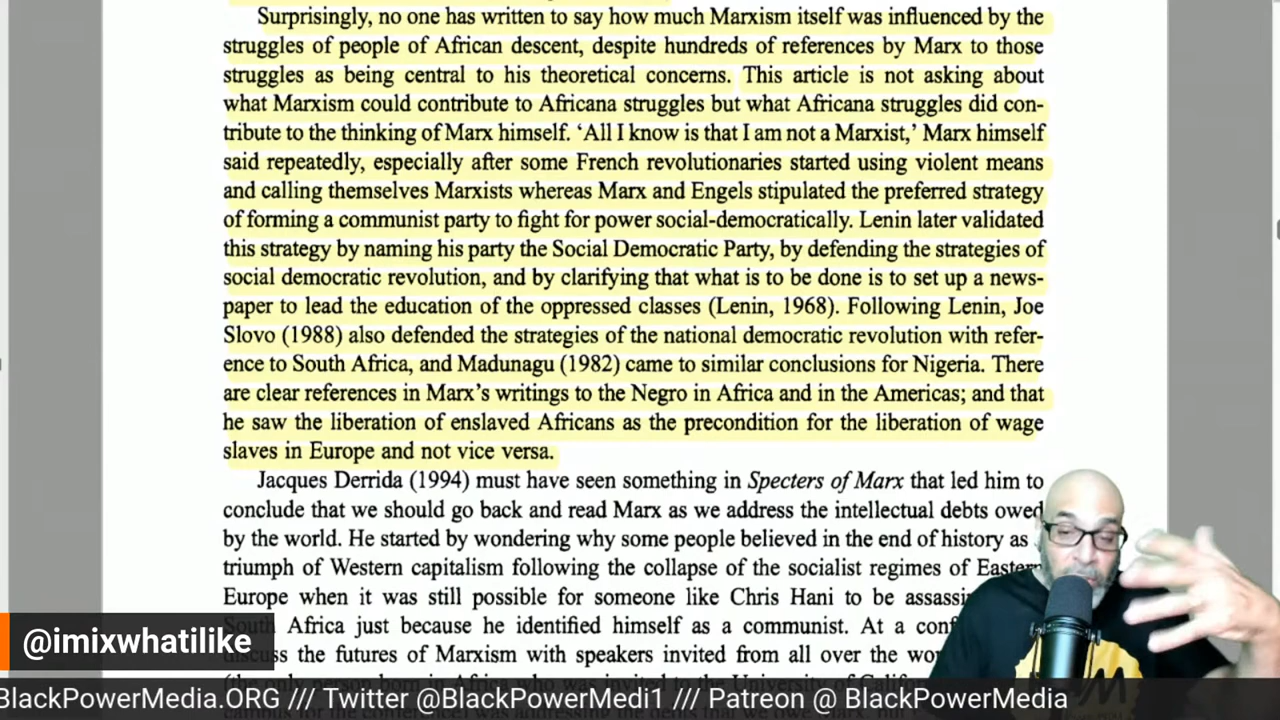 Surprisingly, no one has written to say how much Marxism itself was influenced by the
struggles of people of African descent, despite hundreds of references by Marx to those
struggles as being central to his theoretical concerns. This article is not asking about
what Marxism could contribute to Africana struggles but what Africana struggles did con-
tribute to the thinking of Marx himself. ‘All I know is that I am not a Marxist,’ Marx himself
said repeatedly, especially after some French revolutionaries started using violent means
and calling themselves Marxists whereas Marx and Engels stipulated the preferred strategy
of forming a communist party to fight for power social-democratically. Lenin later validated
this strategy by naming his party the Social Democratic Party, by defending the strategies of
social democratic revolution, and by clarifying that what is to be done is to set up a news-
paper to lead the education of the oppressed classes (Lenin, 1968). Following Lenin, Joe
Slovo (1988) also defended the strategies of the national democratic revolution with refer-
ence to South Africa, and Madunagu (1982) came to similar conclusions for Nigeria. There
are clear references in Marx’s writings to the Negro in Africa and in the Americas; and that
he saw the liberation of enslaved Africans as the precondition for the liberation of wage
slaves in Europe and not vice versa.
Jacques Derrida (1994) must have seen something in Specters of Marx that led him to
conclude that we should go back and read Marx as we address the intellectual debts owed
by the world. He started by wondering why some people believed in the end of history as
triumph of Western capitalism following the collapse of the socialist regimes of Eastern
Europe when it was still possible for someone like Chris Hani to be
South Africa just because he identified himself as a communist. At a
the futures of Marxism with speakers invited from all over the
@imixwhatilike
BlackPowerMedia.ORG /// Twitter @BlackPowerMedi1 /// Patreon @ BlackPowerMedia